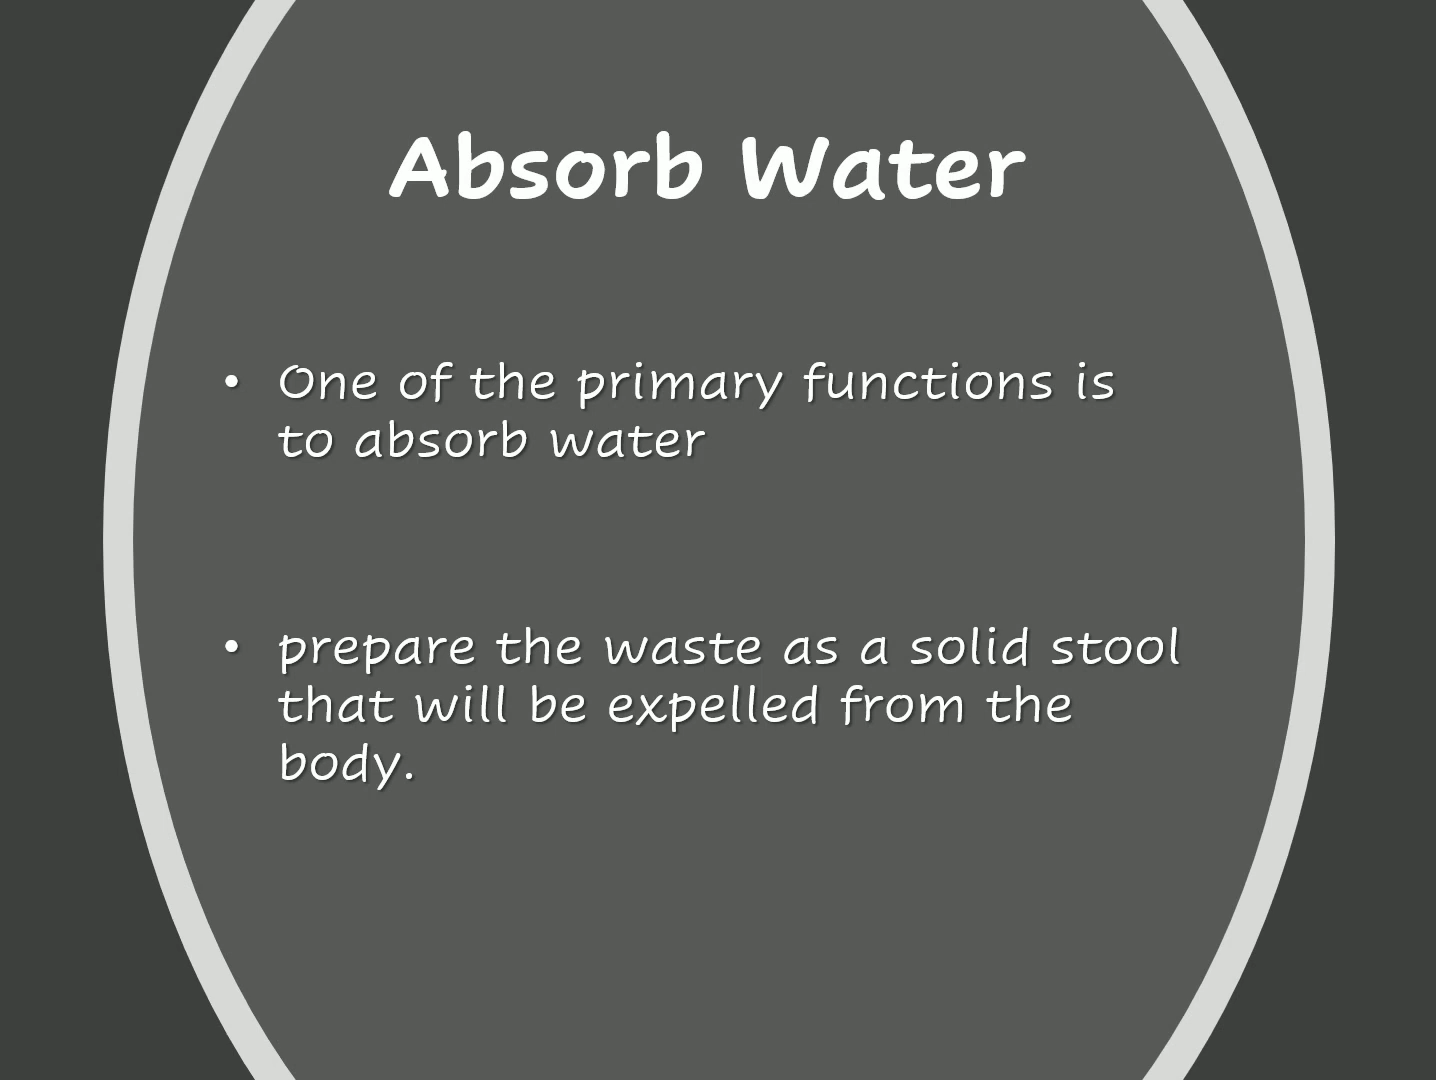 Absorb Water
• One of the primary functions is
to absorb water
• prepare the waste as a solid stool
that will be expelled from the
body.